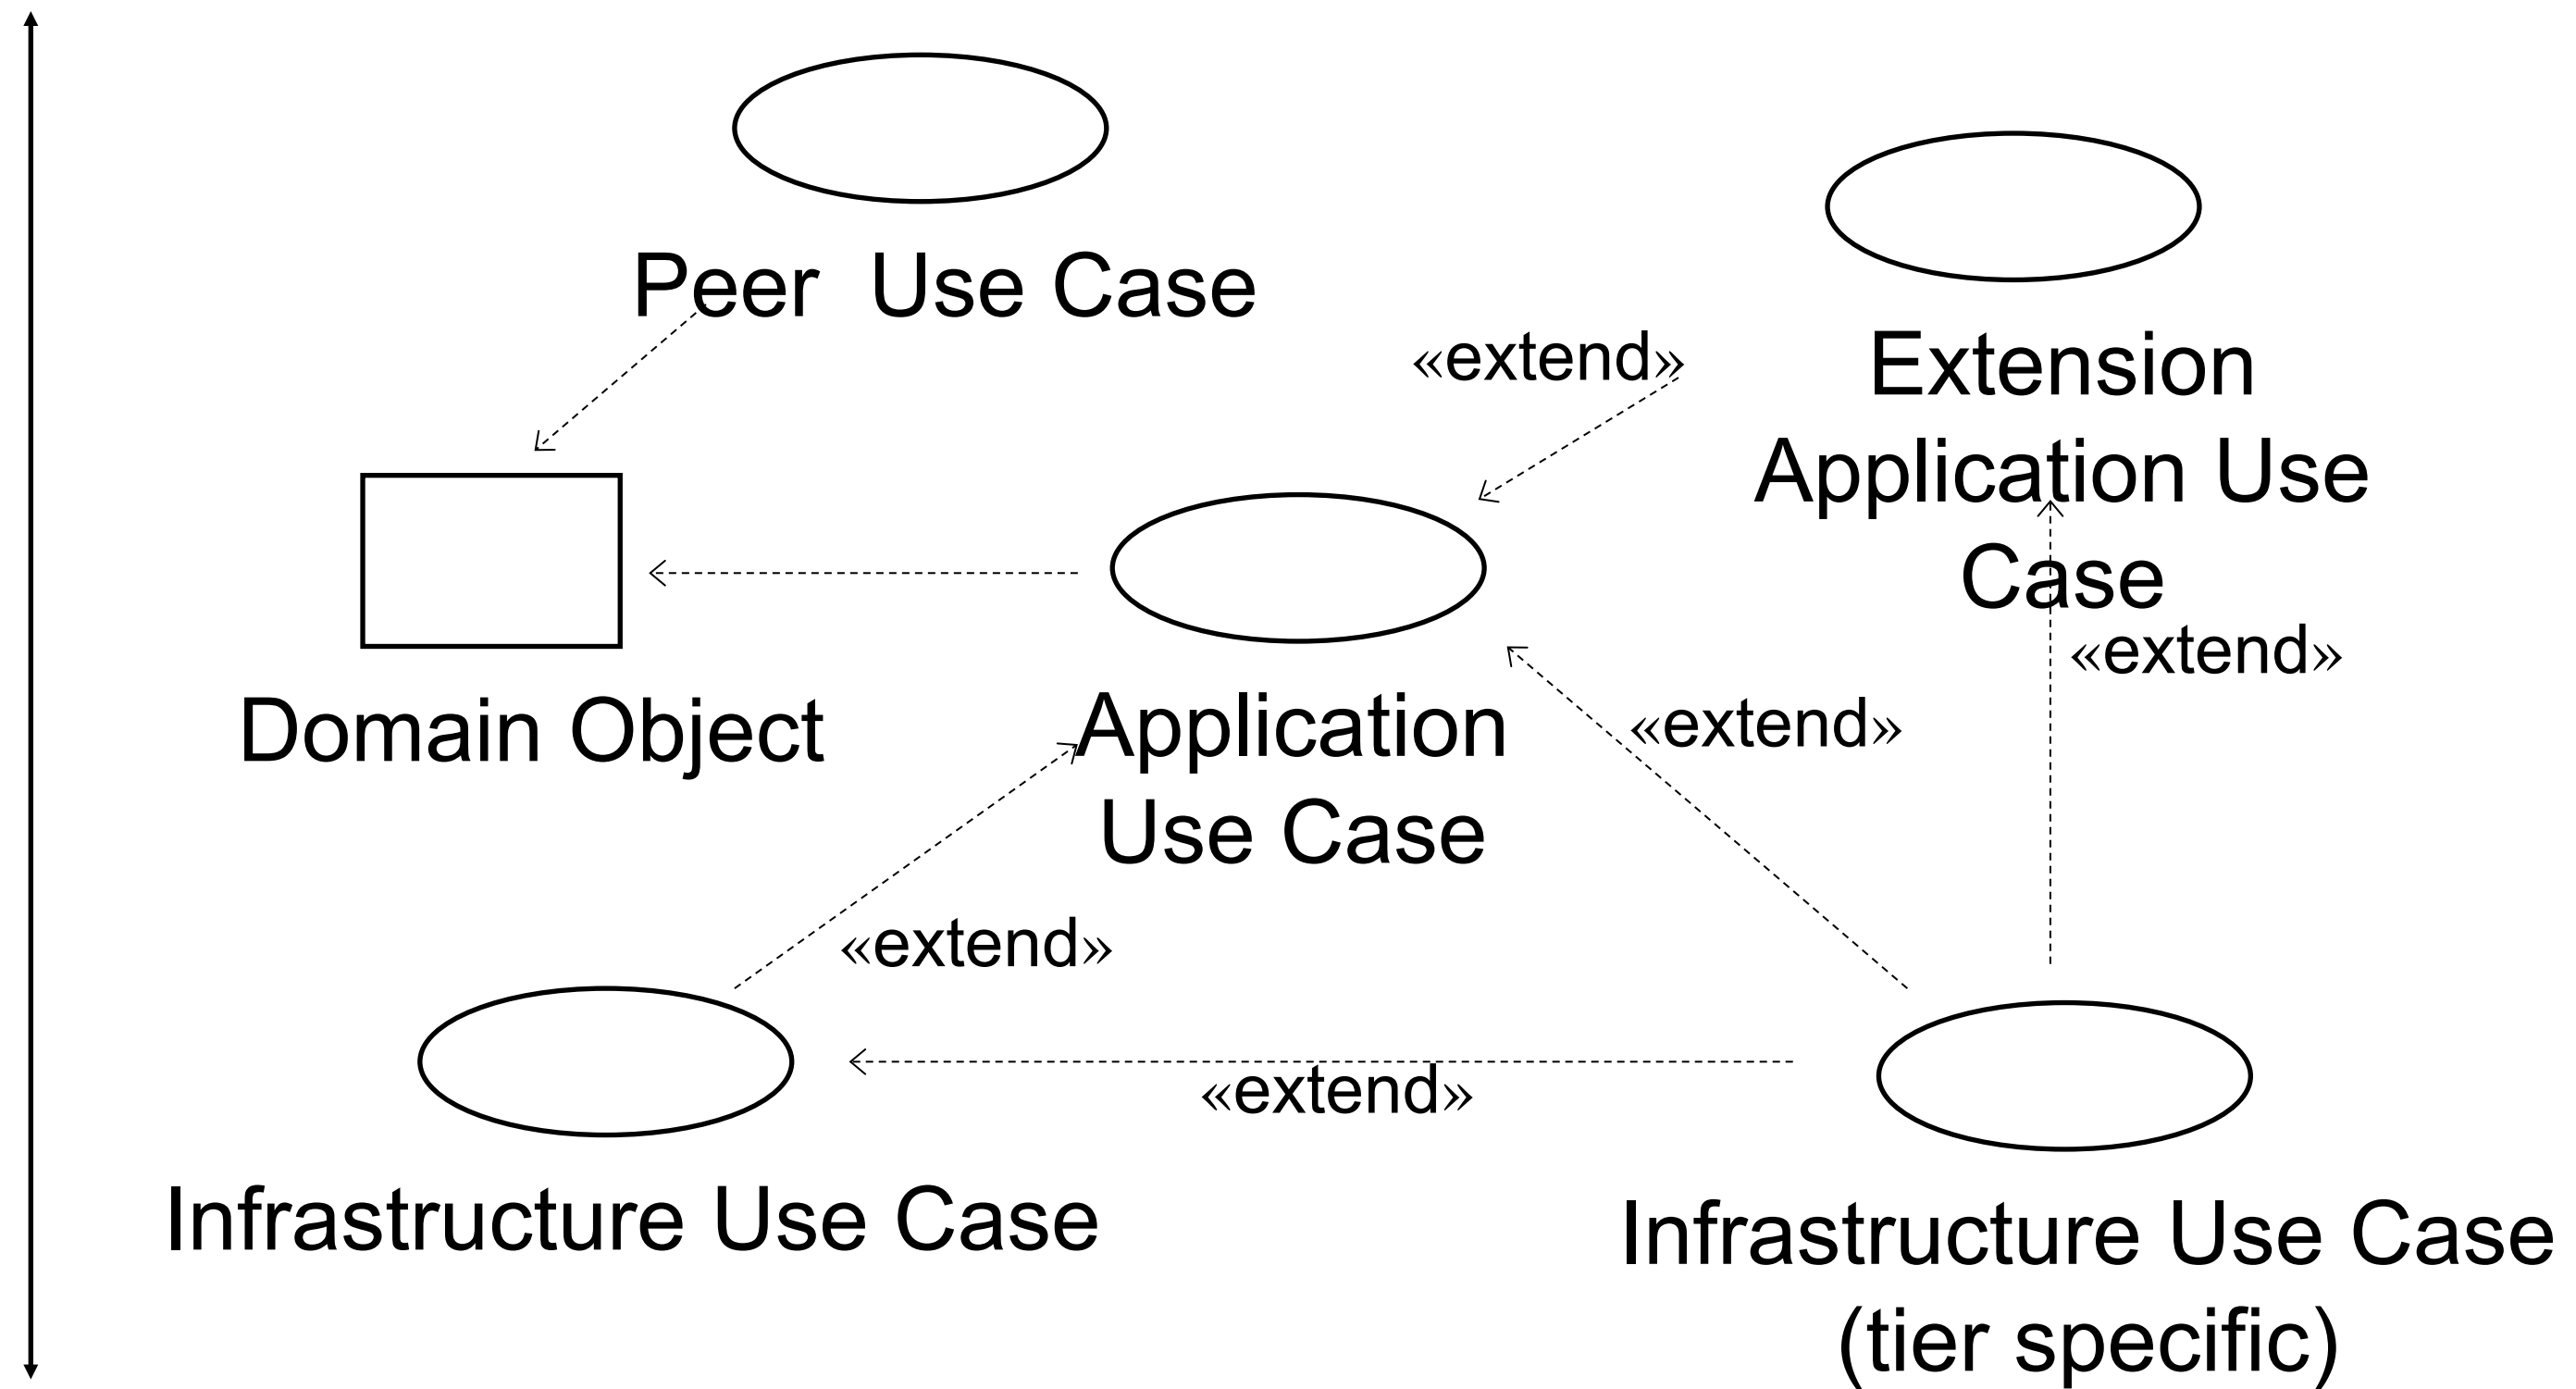 Peer  Use Case
«extend»
Extension
Application Use
Case
«extend»
Domain Object
Application
Use Case
«extend»
«extend»
«extend»
Infrastructure Use Case
Infrastructure Use Case
(tier specific)